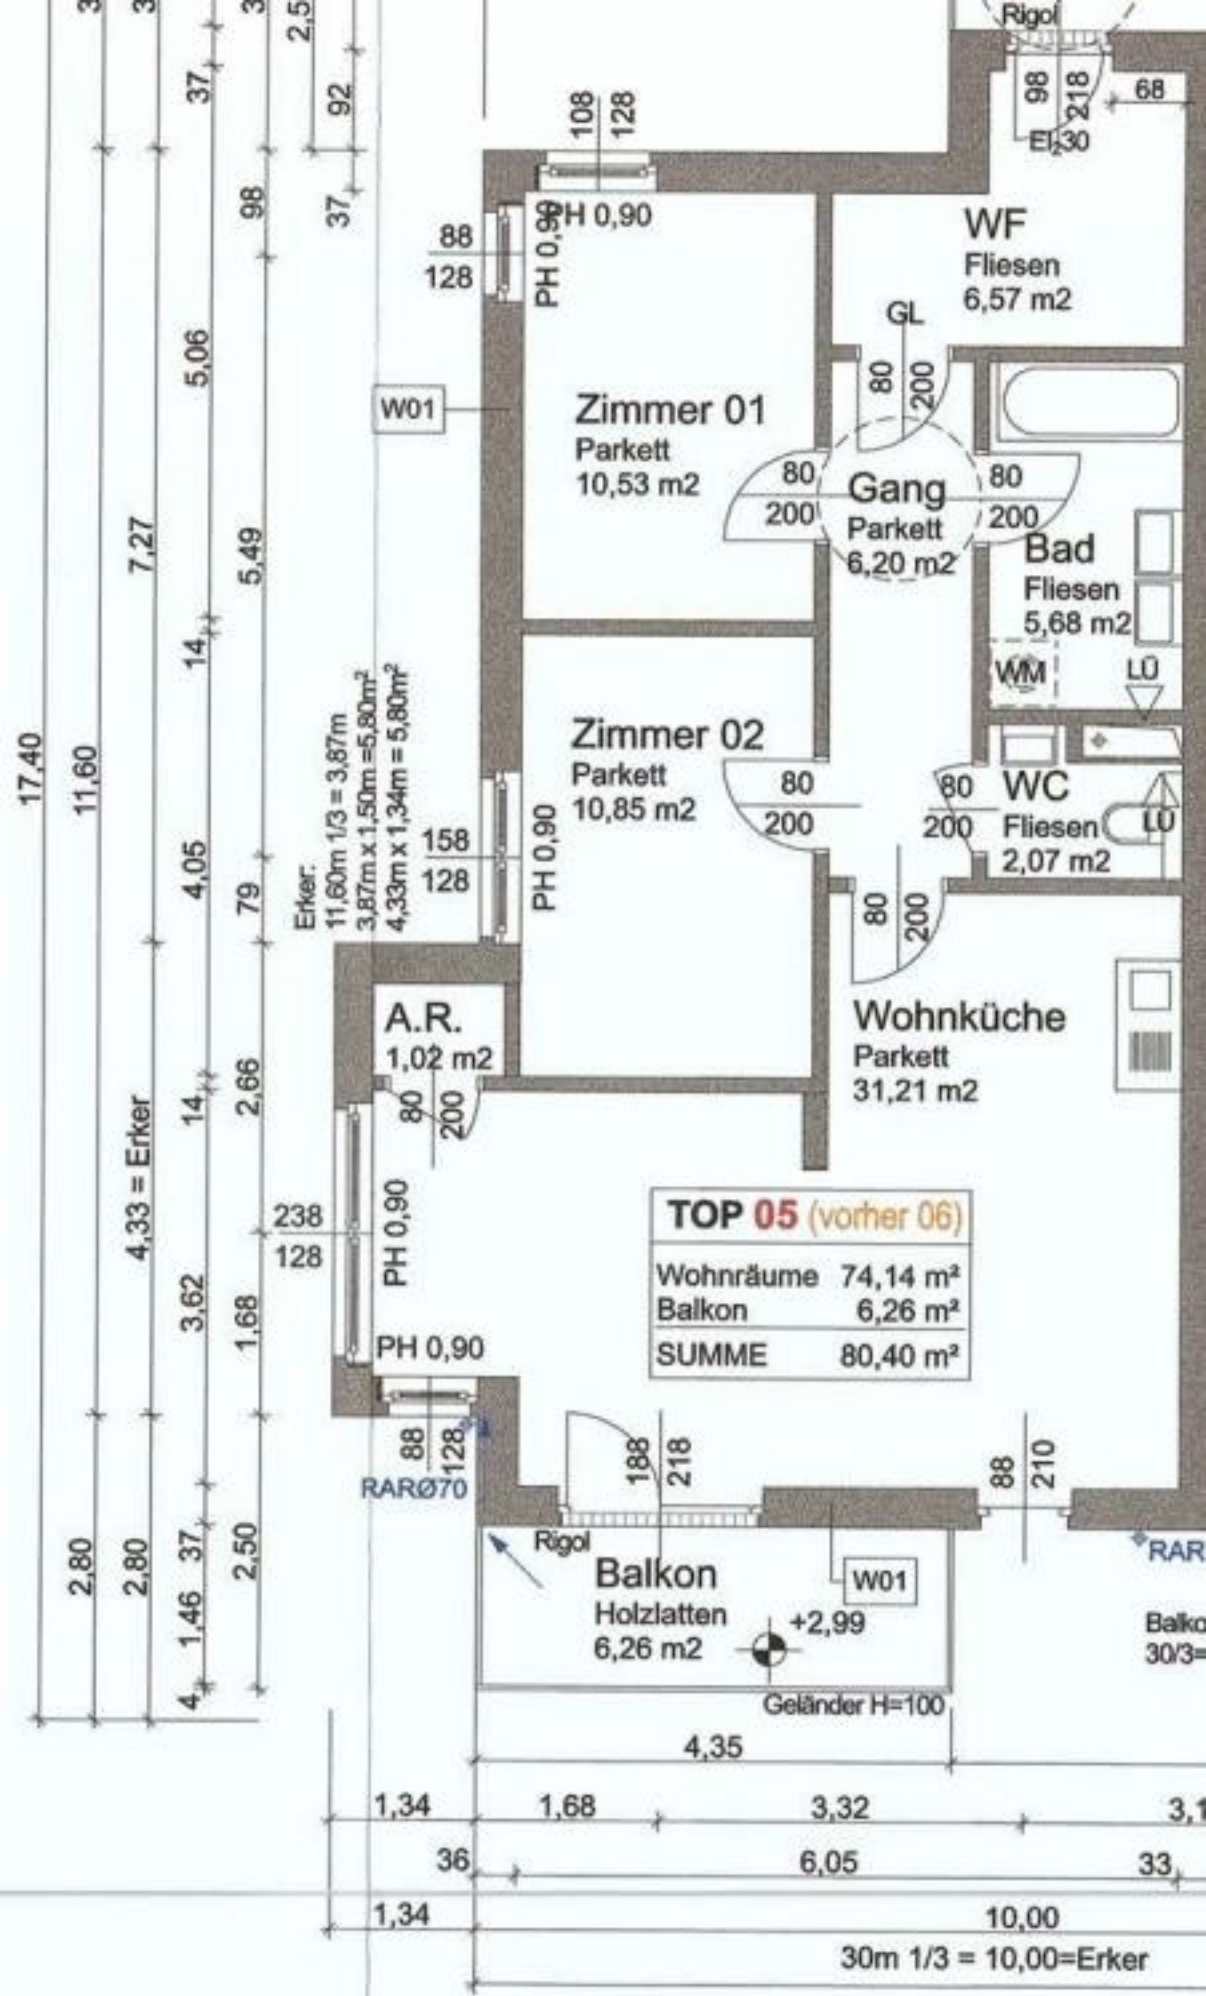 Rigol
98
218
68
EI₂30
37
92
37
98
108
128
PH 0,90
PH 0,90
88
128
WF
Fliesen
6,57 m2
GL
80
200
5,06
W01
Zimmer 01
Parkett
10,53 m2
80
200
Gang
Parkett
6,20 m2
80
200
Bad
Fliesen
5,68 m2
WM
LÜ
7,27
5,49
14
17,40
11,60
Erker:
11,60m 1/3 = 3,87m
3,87m x 1,50m =5,80m²
4,33m x 1,34m = 5,80m²
Zimmer 02
Parkett
10,85 m2
80
200
80
200
WC
Fliesen
2,07 m2
LÜ
158
128
PH 0,90
4,05
79
80
200
A.R.
1,02 m2
80
200
Wohnküche
Parkett
31,21 m2
2,66
14
4,33 = Erker
238
128
PH 0,90
TOP 05 (vorher 06)
Wohnräume 74,14 m²
Balkon 6,26 m²
SUMME 80,40 m²
3,62
1,68
PH 0,90
88
128
RARØ70
188
218
88
210
Rigol
Balkon
Holzlatten
6,26 m2
W01
+2,99
RAR
Geländer H=100
2,80
2,80
37
1,46
2,50
4
4,35
1,34
1,68
3,32
36
6,05
33
1,34
10,00
30m 1/3 = 10,00=Erker